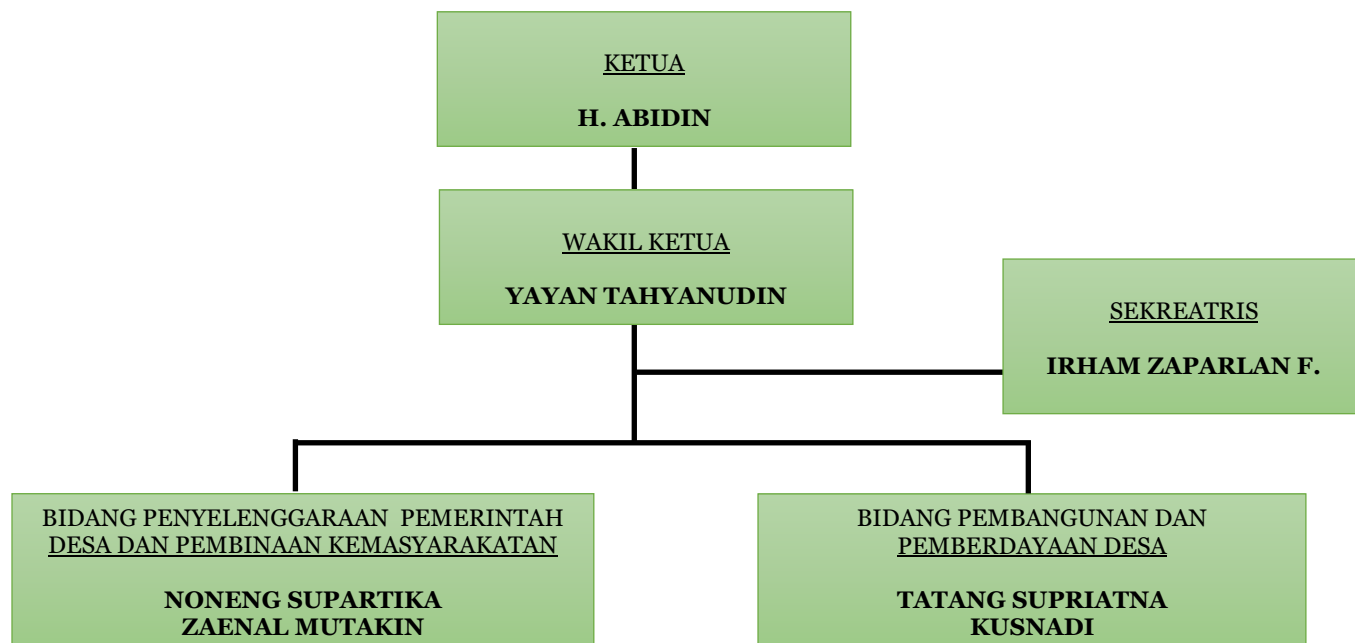 KETUA
H. ABIDIN
WAKIL KETUA
YAYAN TAHYANUDIN
SEKREATRIS
IRHAM ZAPARLAN F.
BIDANG PENYELENGGARAAN PEMERINTAH
DESA DAN PEMBINAAN KEMASYARAKATAN
NONENG SUPARTIKA
ZAENAL MUTAKIN
BIDANG PEMBANGUNAN DAN
PEMBERDAYAAN DESA
TATANG SUPRIATNA
KUSNADI